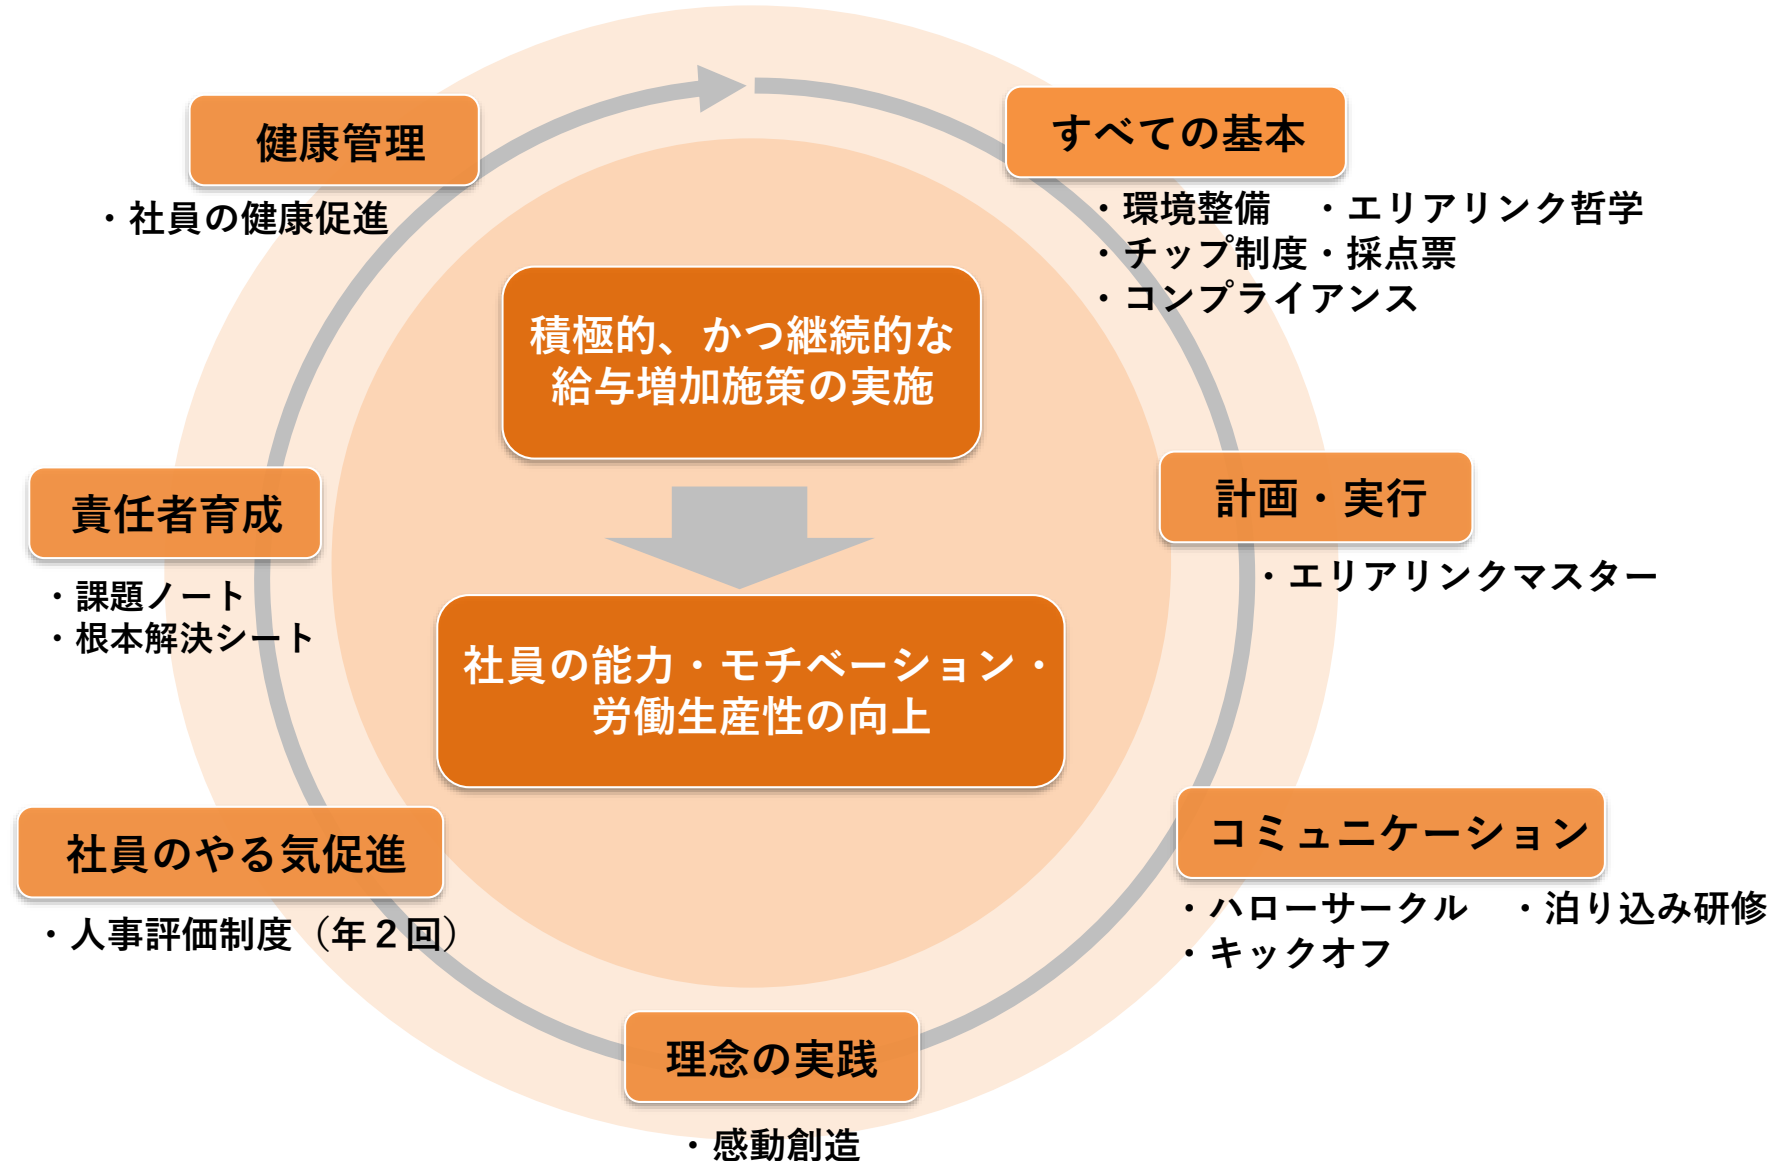 健康管理
・社員の健康促進
すべての基本
・環境整備　・エリアリンク哲学
・チップ制度・採点票
・コンプライアンス
積極的、かつ継続的な
給与増加施策の実施
責任者育成
・課題ノート
・根本解決シート
計画・実行
・エリアリンクマスター
社員の能力・モチベーション・
労働生産性の向上
社員のやる気促進
・人事評価制度（年２回）
コミュニケーション
・ハローサークル　・泊り込み研修
・キックオフ
理念の実践
・感動創造